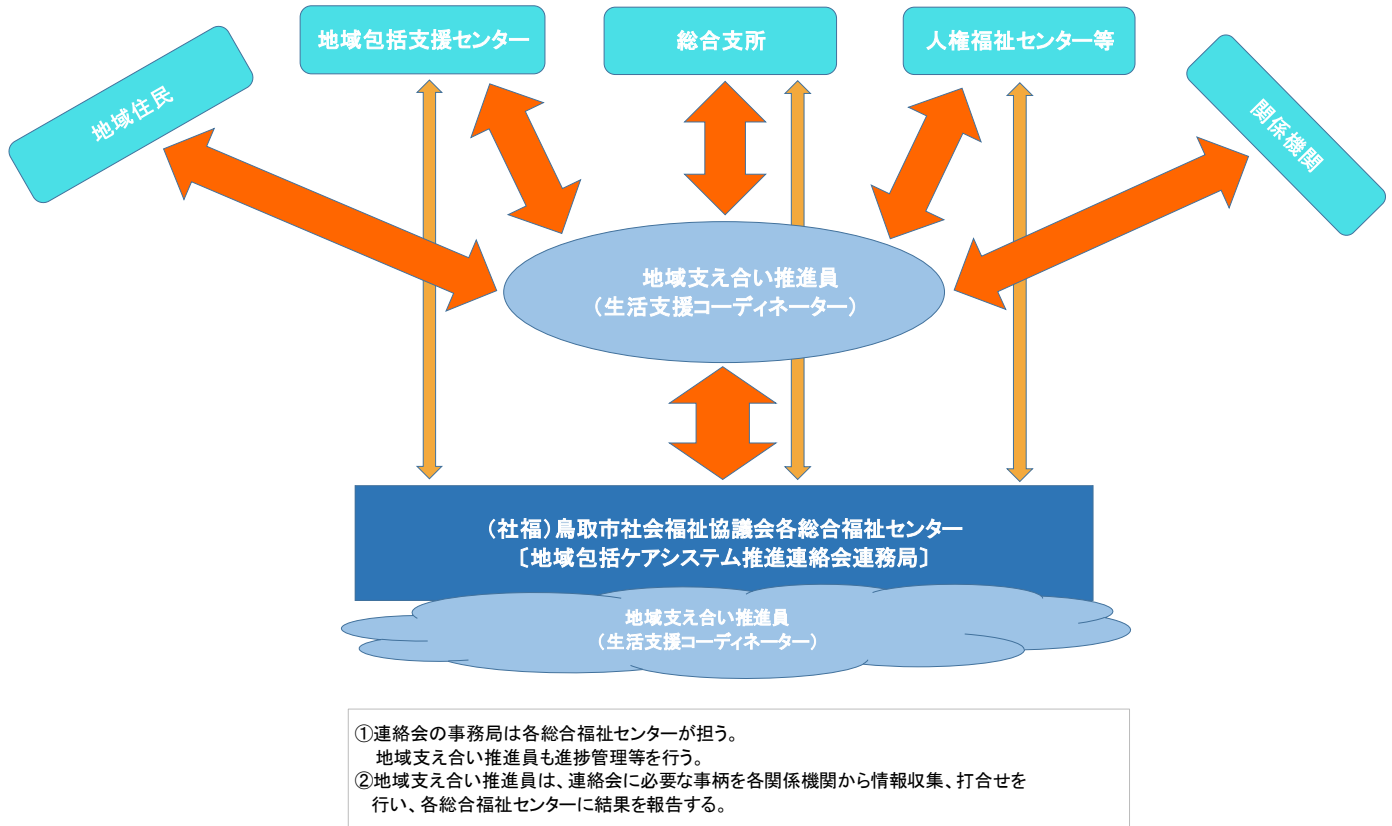 地域包括支援センター
総合支所
人権福祉センター等
地域住民
関係機関
地域支え合い推進員
（生活支援コーディネーター）
（社福）鳥取市社会福祉協議会各総合福祉センター
〔地域包括ケアシステム推進連絡会連務局〕
地域支え合い推進員
（生活支援コーディネーター）
①連絡会の事務局は各総合福祉センターが担う。
地域支え合い推進員も進捗管理等を行う。
②地域支え合い推進員は、連絡会に必要な事柄を各関係機関から情報収集、打合せを
行い、各総合福祉センターに結果を報告する。